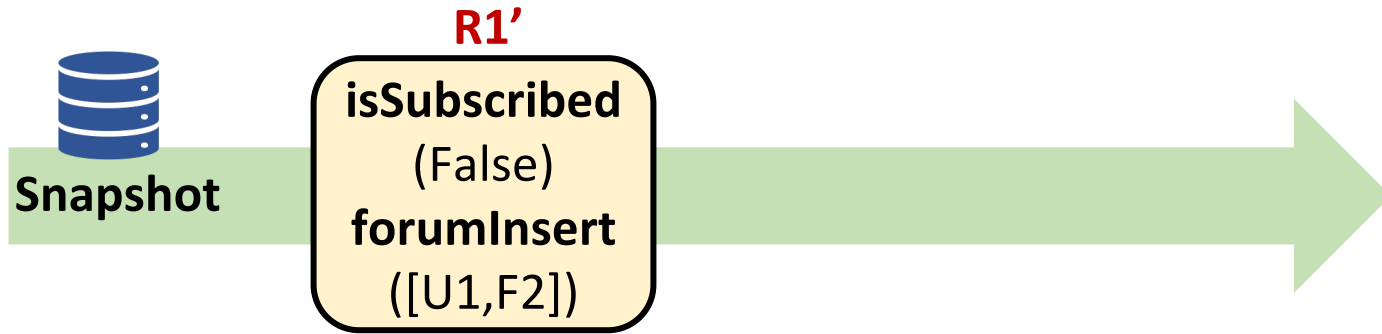 R1’
Snapshot
isSubscribed
(False)
forumInsert
([U1,F2])